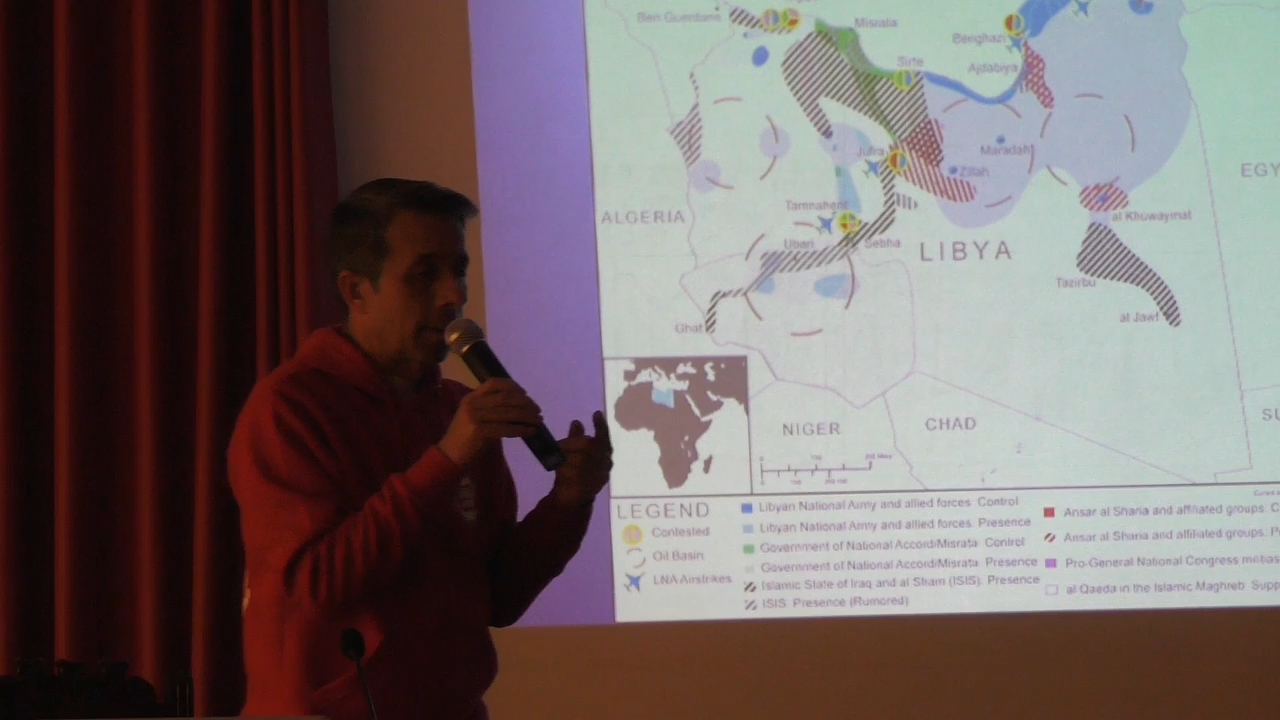 Ben Guerdane
Misrata
Benghazi
Sirte
Ajdabiya
Jufra
Maradah
Zillah
EGY
ALGERIA
Tamnahent
al Khuwaymat
Ubari
Sebha
LIBYA
Tazirbu
al Jawf
Ghat
NIGER
CHAD
SU
LEGEND
Contested
Oil Basin
LNA Airstrikes
Libyan National Army and allied forces: Control
Libyan National Army and allied forces: Presence
Government of National Accord/Misrata: Control
Government of National Accord/Misrata: Presence
Islamic State of Iraq and al Sham (ISIS): Presence
ISIS: Presence (Rumored)
Ansar al Sharia and affiliated groups: C
Ansar al Sharia and affiliated groups: P
Pro-General National Congress militias
al Qaeda in the Islamic Maghreb: Supp